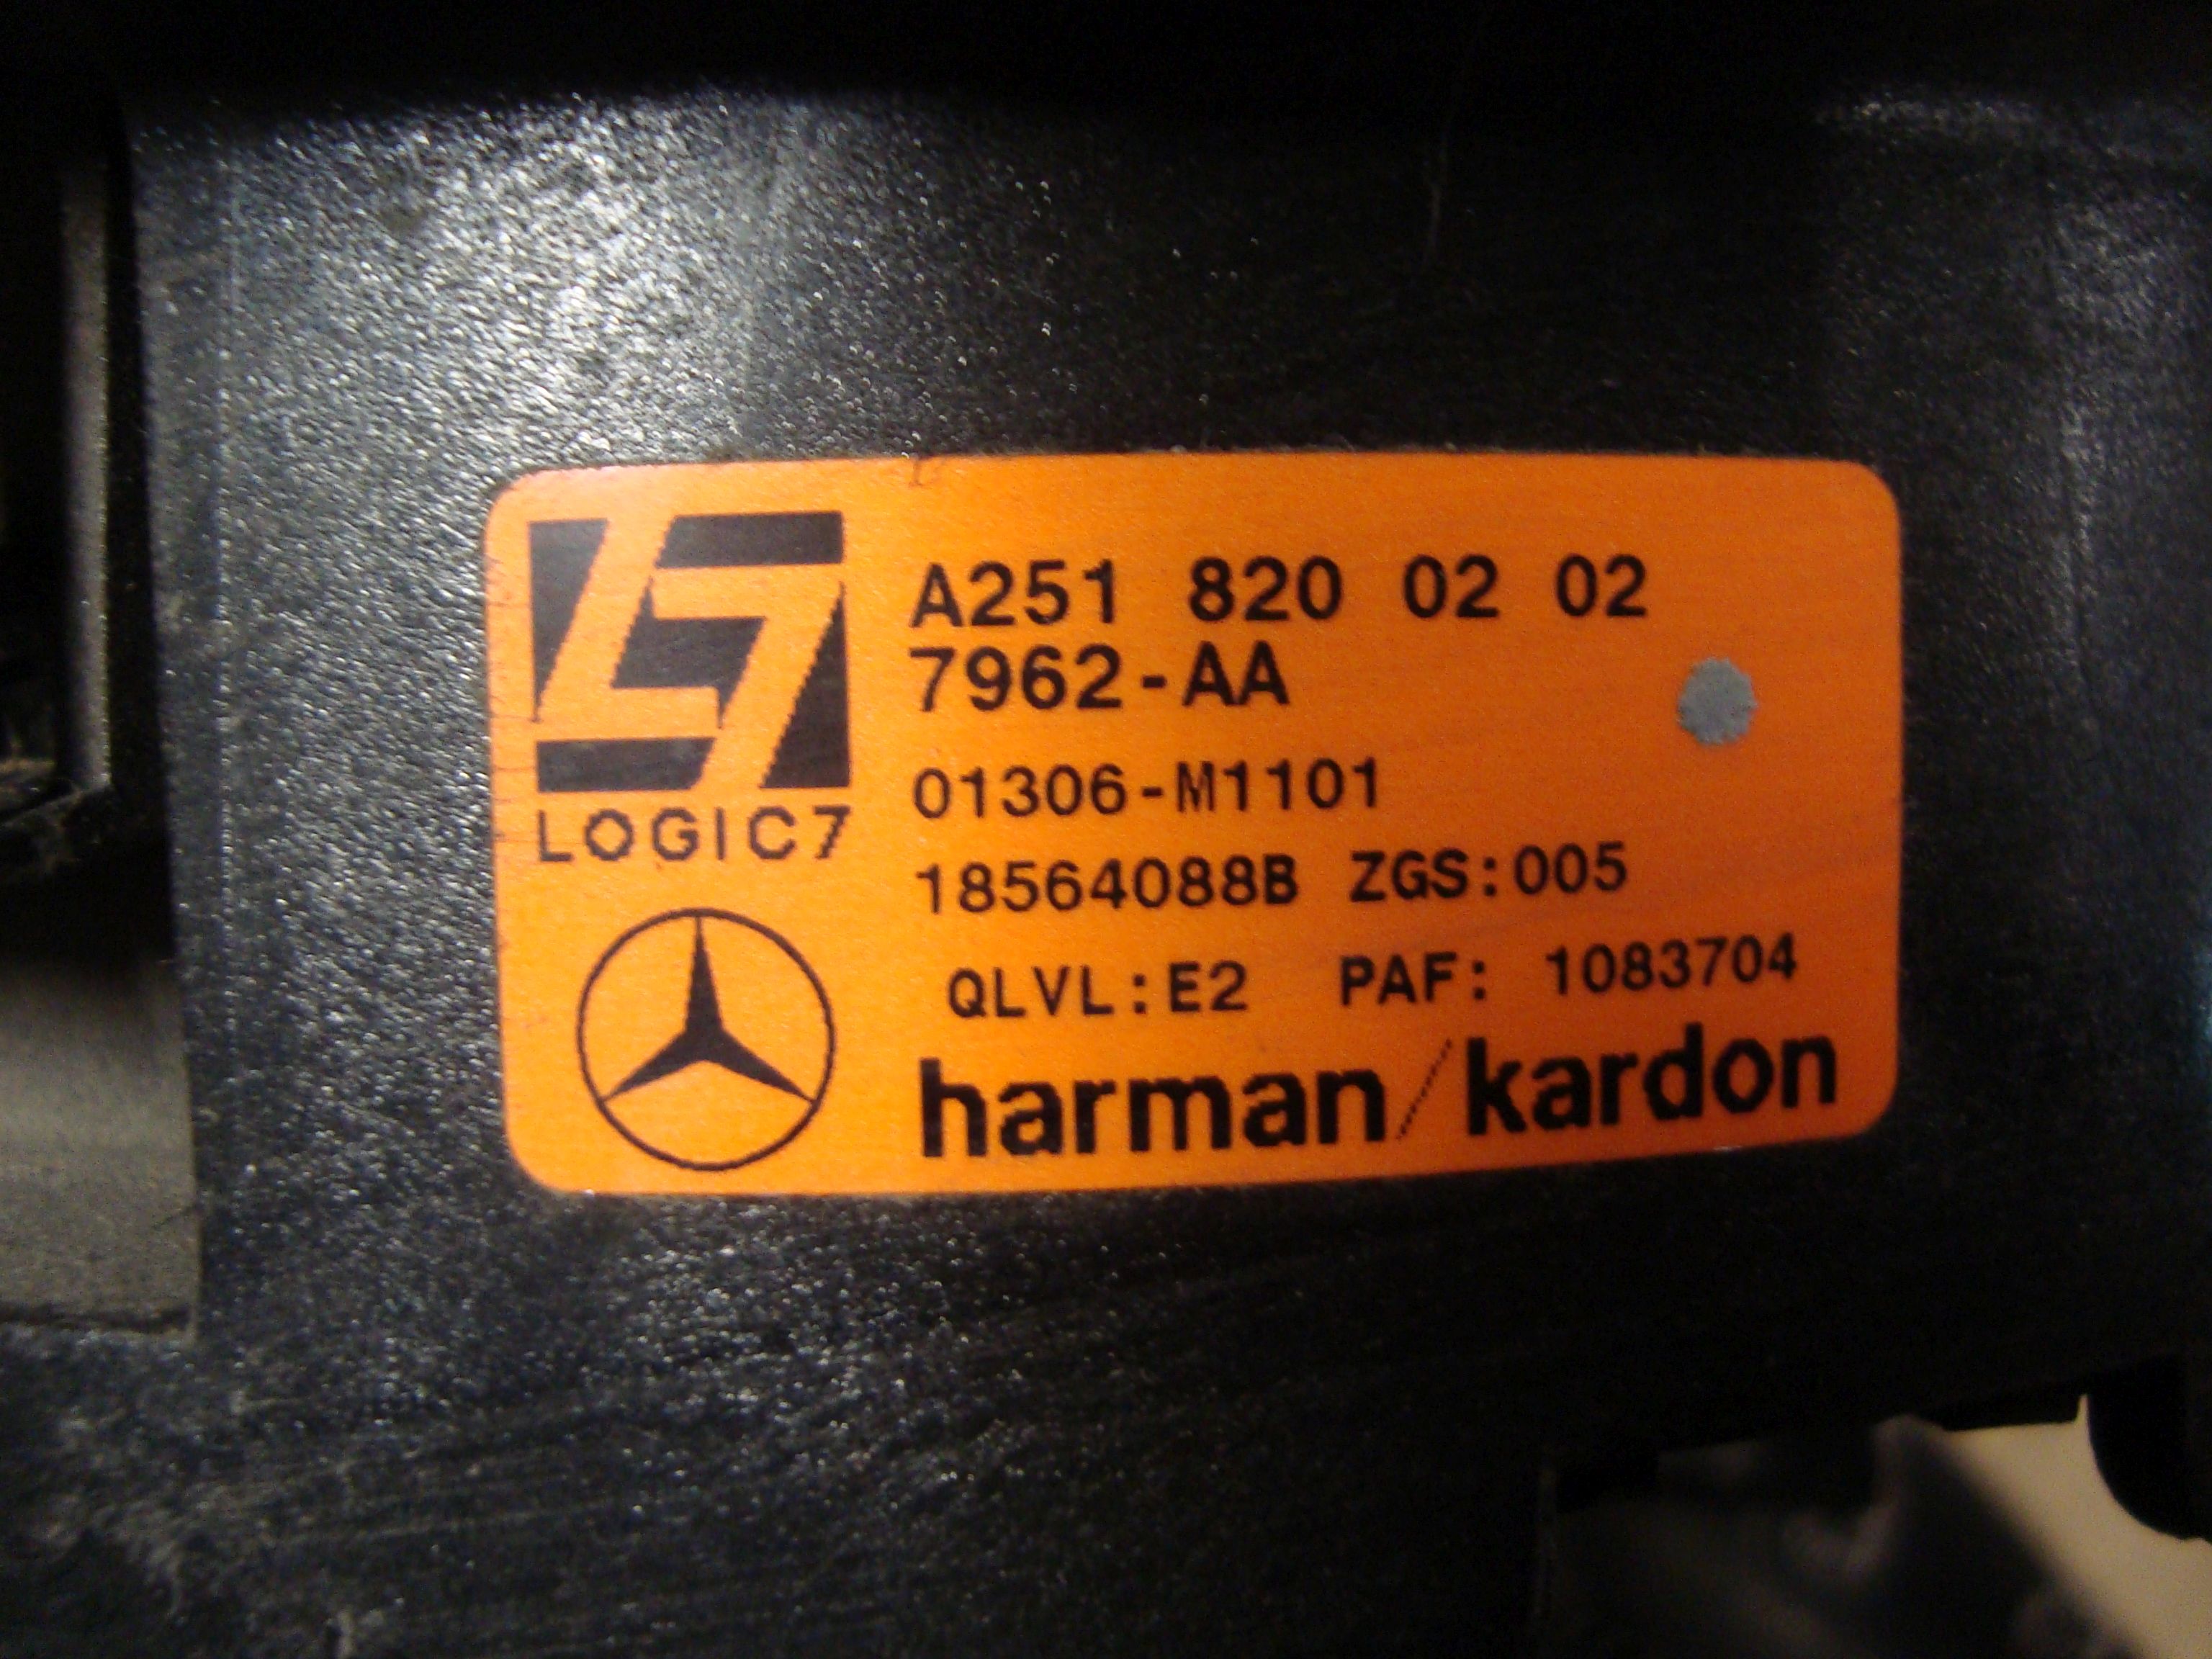 LOGIC7
A251 820 02 02
7962-AA
01306-M1101
18564088B ZGS:005
QLVL:E2 PAF: 1083704
harman/kardon